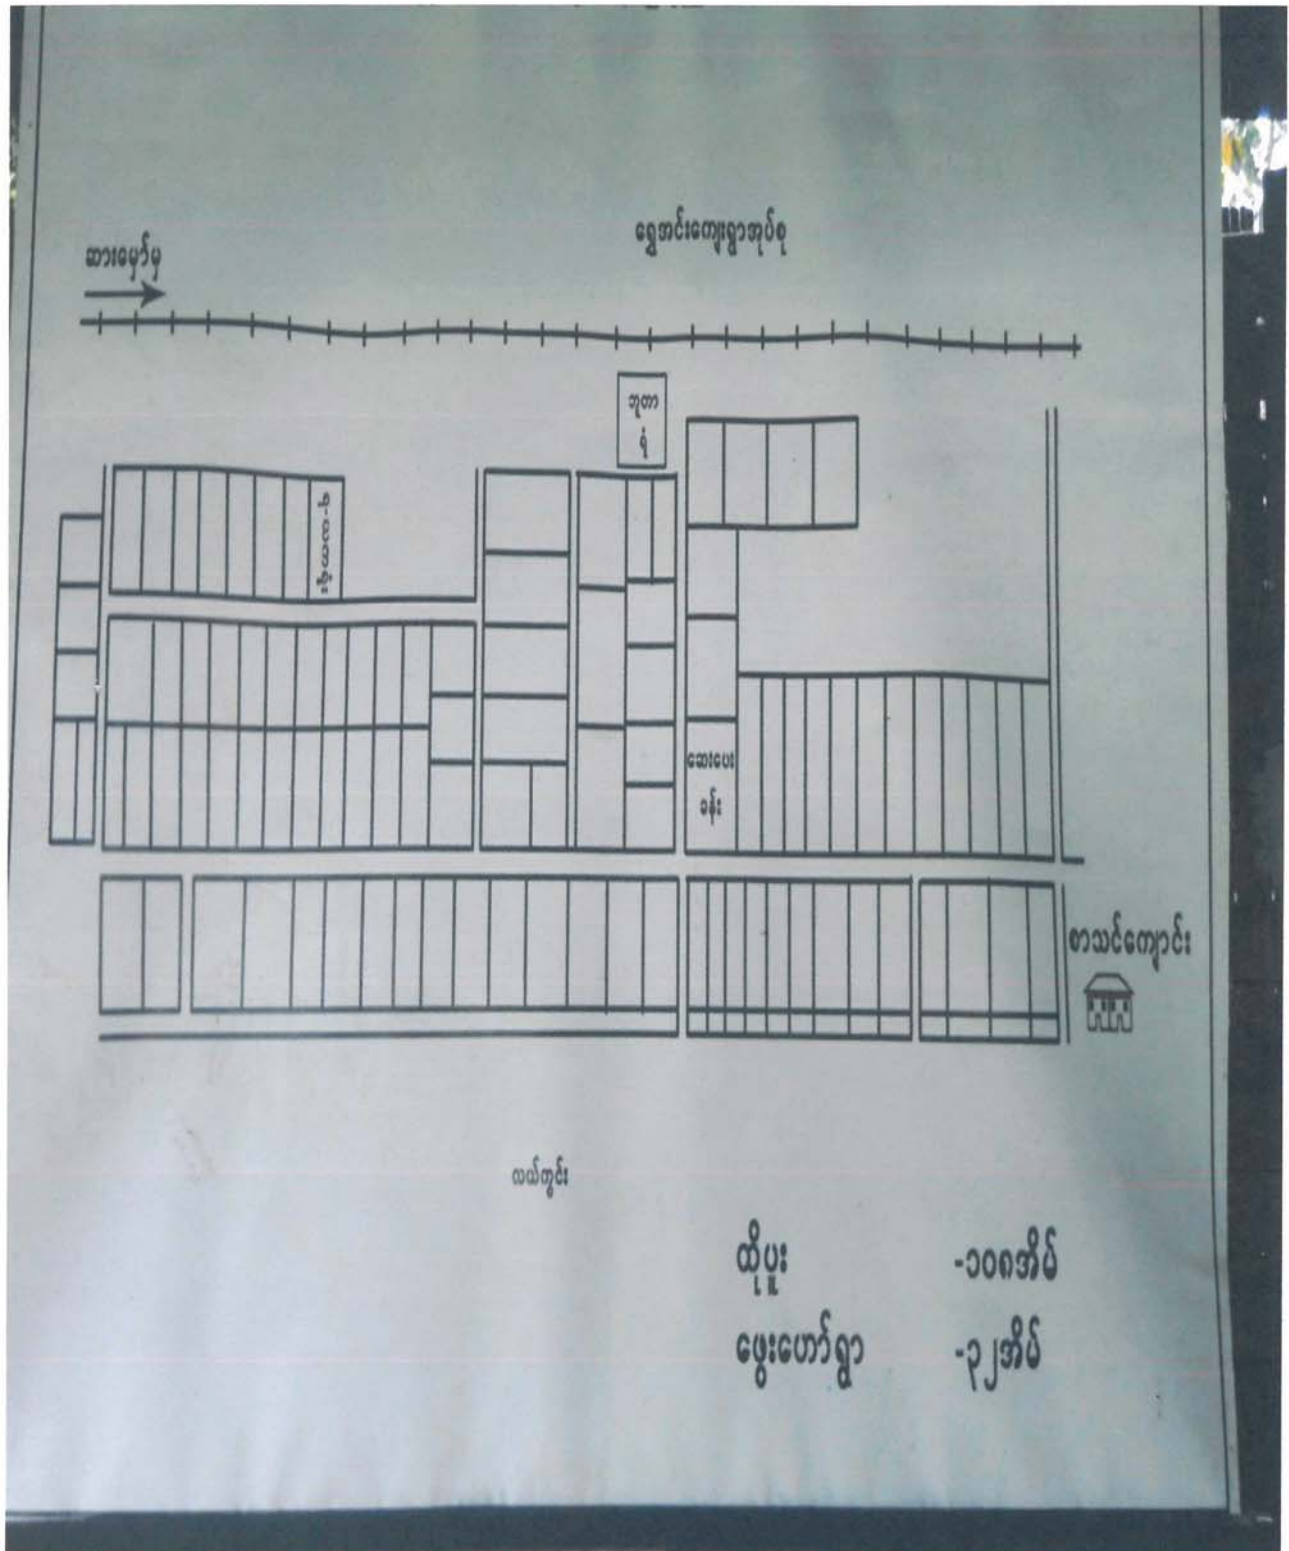 ရွှေအင်းကျေးရွာအုပ်စု
ဆားမှော်မှ
ဘူတာ
ရုံ
ဆေးပေး
ခန်း
စာသင်ကျောင်း
လယ်ကွင်း
ထိုပူး -၁၀၈အိမ်
ဖွေးဟော်ရွာ -၃၂အိမ်